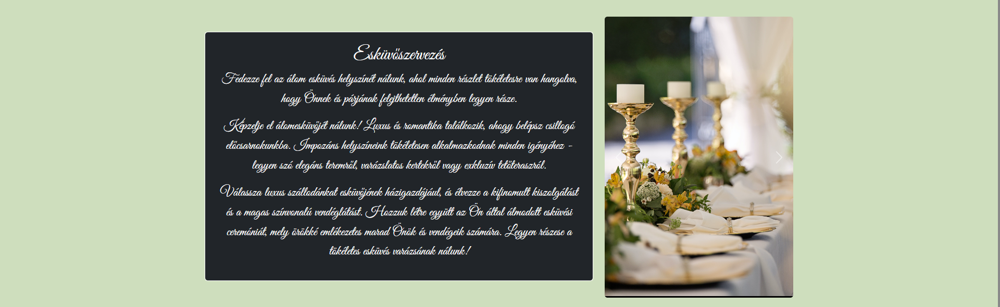 Esküvőszervezés
Fedezze fel az álom esküvés helyszínét nálunk, ahol minden részlet tökéletesre van hangolva,
hogy Önnek és párjának felejthetetlen élményben legyen része.
Képzelje el álomesküvőjét nálunk! Luxus és romantika találkozik, ahogy belépsz csillogó
előcsarnokunkba. Impozáns helyszíneink tökéletesen alkalmazkodnak minden igényéhez -
legyen szó elegáns teremről, varázslatos kertekről vagy exkluzív tetőteraszról.
Válassza luxus szállodánkat esküvőjének házigazdájául, és élvezze a kifinomult kiszolgálást
és a magas színvonalú vendéglátást. Hozzuk létre együtt az Ön által álmodott esküvési
ceremóniát, mely örökké emlékezetes marad Önök és vendégeik számára. Legyen részese a
tökéletes esküvés varázsának nálunk!